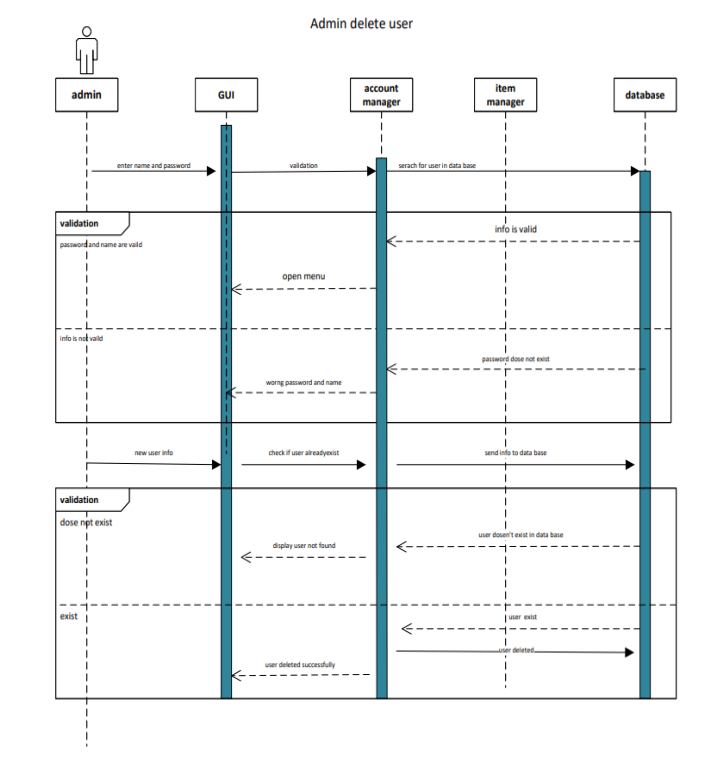 Admin delete user
admin
GUI
account
manager
item
manager
database
enter name and password
validation
serach for user in data base
validation
info is valid
password and name are vaild
open menu
info is not vaild
password dose not exist
worng password and name
new user info
check if user alreadyexist
send info to data base
validation
dose not exist
user dosen't exist in data base
display user not found
exist
user exist
user deleted
user deleted successfully